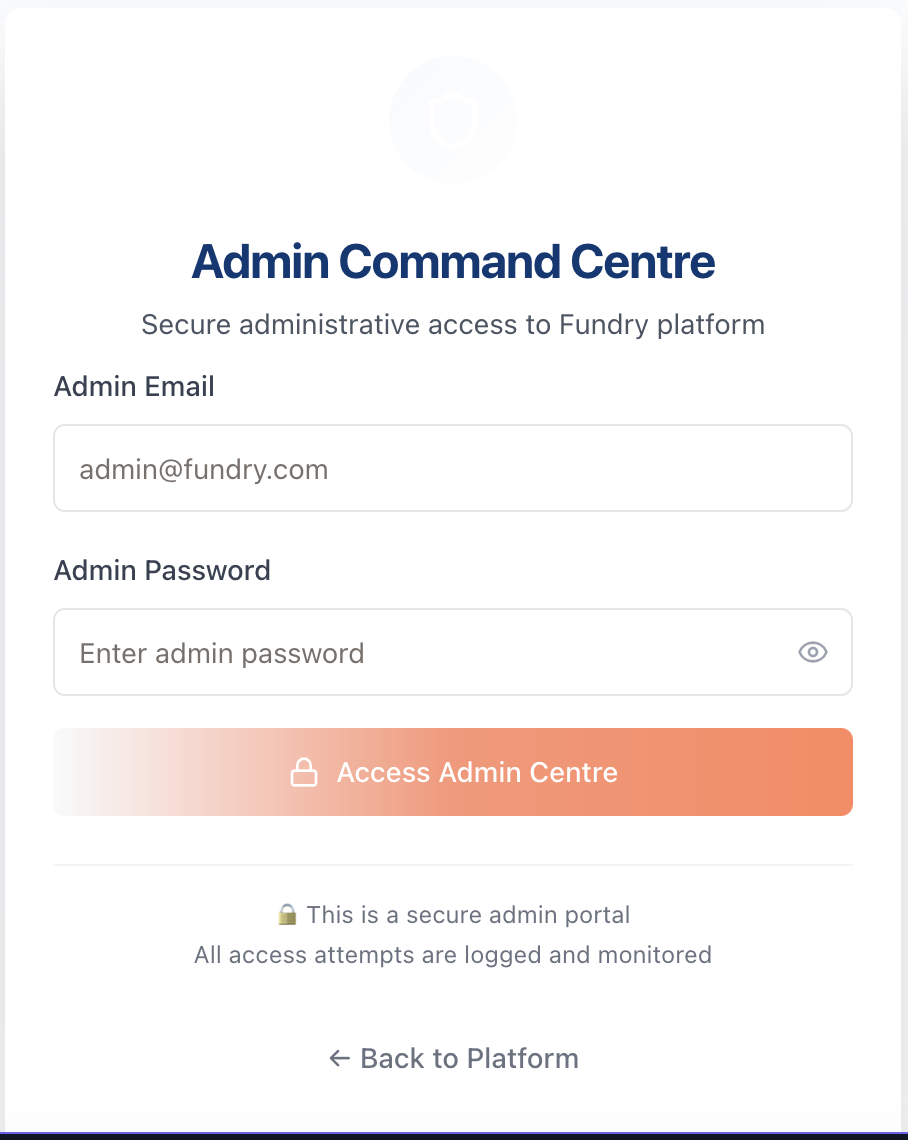 Admin Command Centre
Secure administrative access to Fundry platform
Admin Email
admin@fundry.com
Admin Password
Enter admin password
Access Admin Centre
🔒 This is a secure admin portal
All access attempts are logged and monitored
← Back to Platform